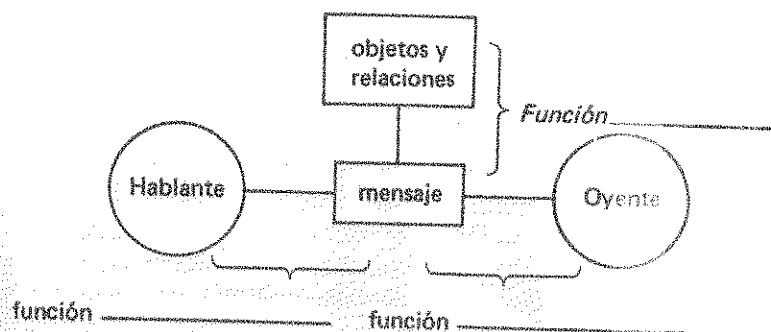 objetos y
relaciones
Función
Hablante
mensaje
Oyente
función
función